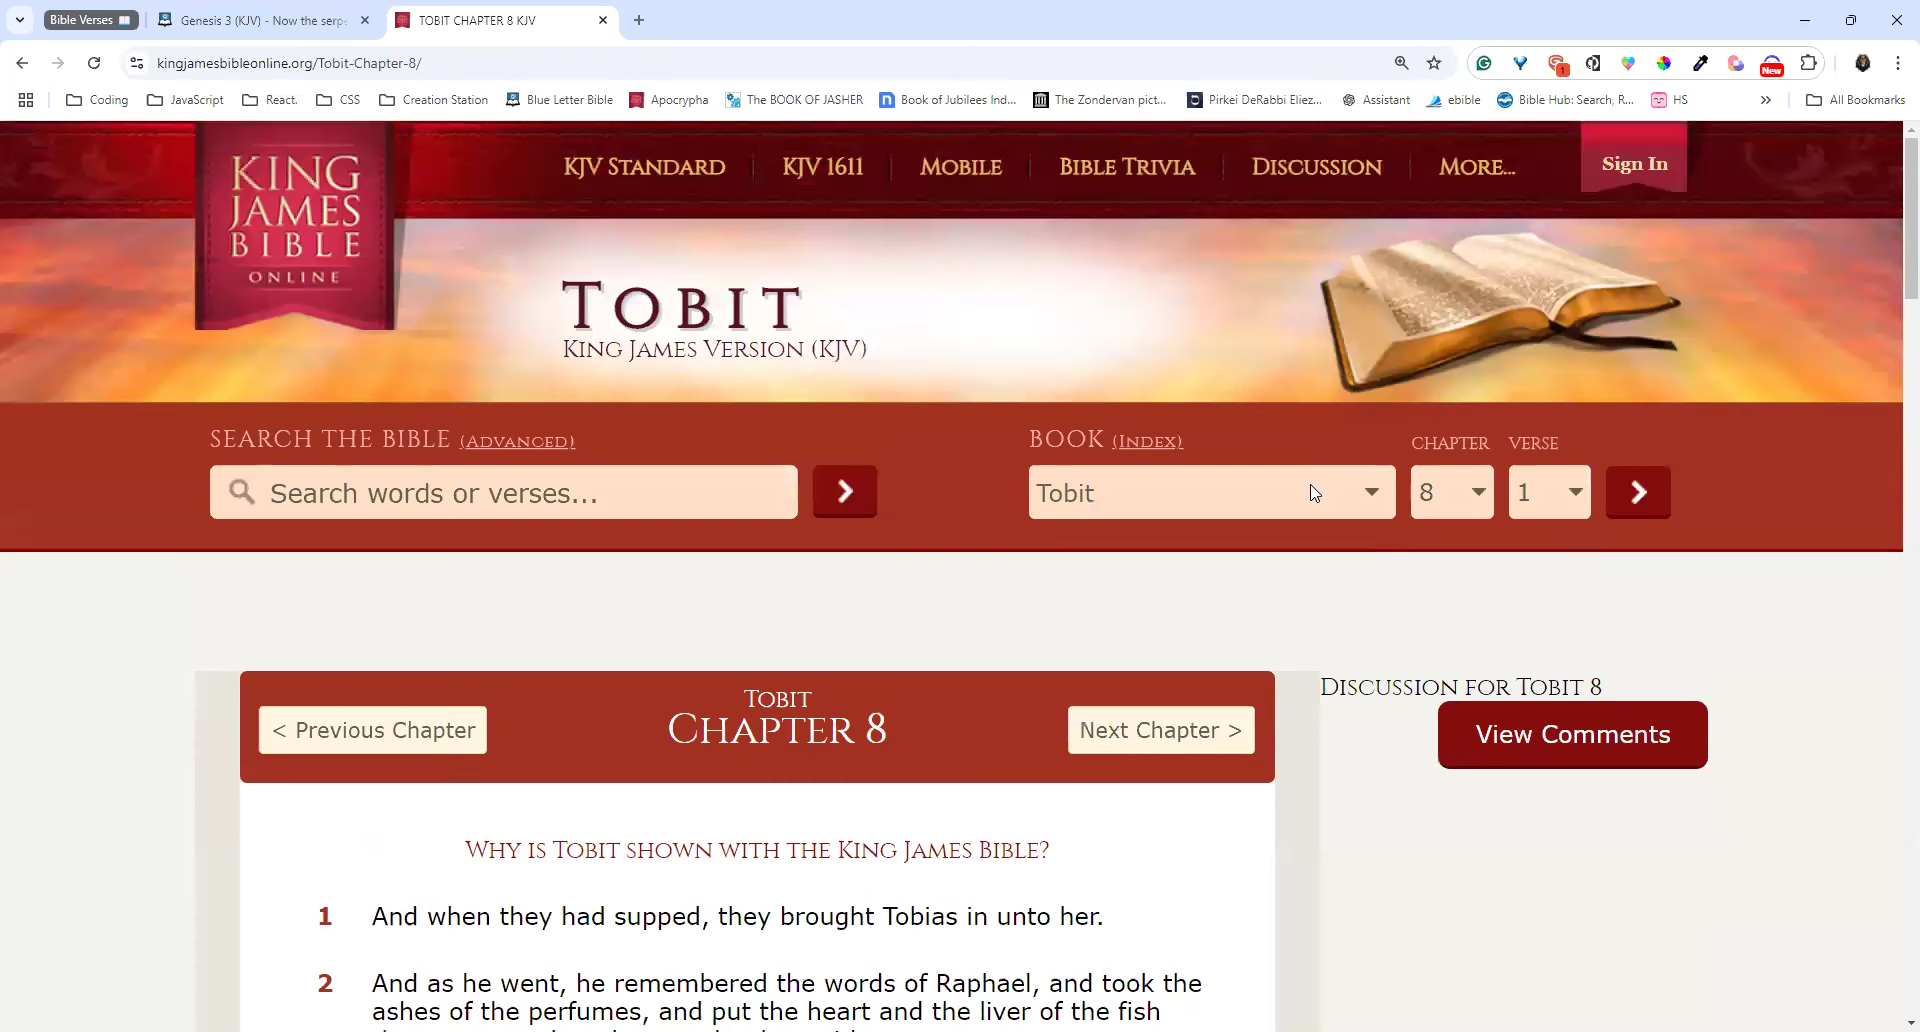 Bible Verses
Genesis 3 (KJV) - Now the serpe
TOBIT CHAPTER 8 KJV
kingjamesbibleonline.org/Tobit-Chapter-8/
1
New
Coding
JavaScript
React.
CSS
Creation Station
Blue Letter Bible
Apocrypha
The BOOK OF JASHER
Book of Jubilees Ind...
The Zondervan pict...
Pirkei DeRabbi Eliez...
Assistant
ebible
Bible Hub: Search, R...
HS
All Bookmarks
KING
JAMES
BIBLE
ONLINE
KJV STANDARD
KJV 1611
MOBILE
BIBLE TRIVIA
DISCUSSION
MORE...
Sign In
TOBIT
KING JAMES VERSION (KJV)
SEARCH THE BIBLE (ADVANCED)
Search words or verses...
BOOK (INDEX)
CHAPTER
VERSE
Tobit
8
1
< Previous Chapter
TOBIT
CHAPTER 8
Next Chapter >
DISCUSSION FOR TOBIT 8
View Comments
WHY IS TOBIT SHOWN WITH THE KING JAMES BIBLE?
1 And when they had supped, they brought Tobias in unto her.
2 And as he went, he remembered the words of Raphael, and took the
ashes of the perfumes, and put the heart and the liver of the fish